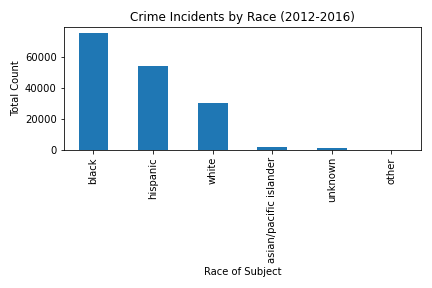 Crime Incidents by Race (2012-2016)
Total Count
60000
40000
20000
0
black
hispanic
white
asian/pacific islander
unknown
other
Race of Subject